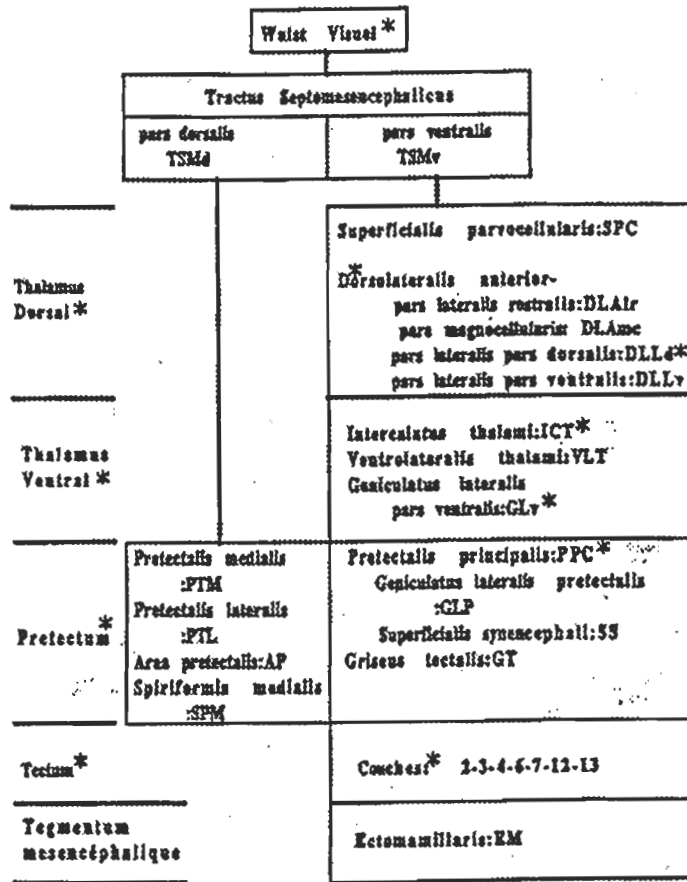 Wulst Visuel*
Tractus Septomesencephalicus
pars dorsalis
TSMd
pars ventralis
TSMv
Thalamus
Dorsal*
Superficialis parvocellularis:SPC
Dorsolateralis anterior-
*
pars lateralis rostralis:DLAlr
pars magnocellularis: DLAmc
pars lateralis pars dorsalis:DLLd*
pars lateralis pars ventralis:DLLv
Thalamus
Ventral*
Intercalatus thalami:ICT*
Ventrolateralis thalami:VLT
Geniculatus lateralis
pars ventralis:GLv*
Pretectum*
Pretectalis medialis
:PTM
Pretectalis lateralis
:PTL
Area pretectalis:AP
Spiriformis medialis
:SPM
Pretectalis principalis:PPC*
Geniculatus lateralis pretectalis
:GLP
Superficialis synencephali:SS
Griseus tectalis:GT
Tectum*
Couches:* 2-3-4-6-7-12-13
Tegmentum
mesencéphalique
Ectomamillaris:EM